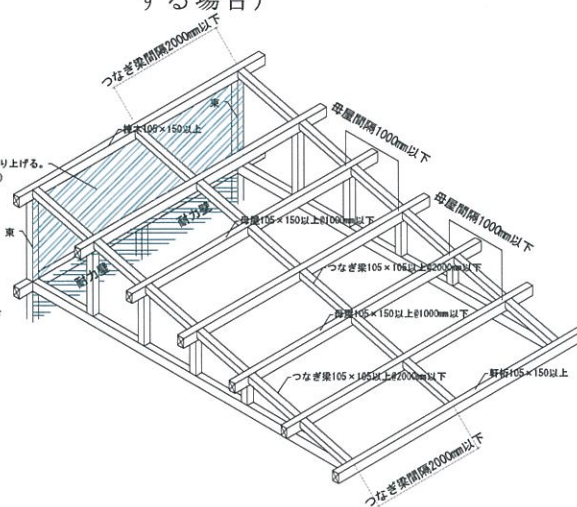 する場合）
つなぎ梁間隔2000mm以下
束
棟木105×150以上
母屋間隔1000mm以下
り上げる。
母屋間隔1000mm以下
耐力壁
母屋105×150以上@1000mm以下
束
耐力壁
つなぎ梁105×105以上@2000mm以下
母屋105×150以上@1000mm以下
つなぎ梁105×105以上@2000mm以下
軒桁105×150以上
つなぎ梁間隔2000mm以下